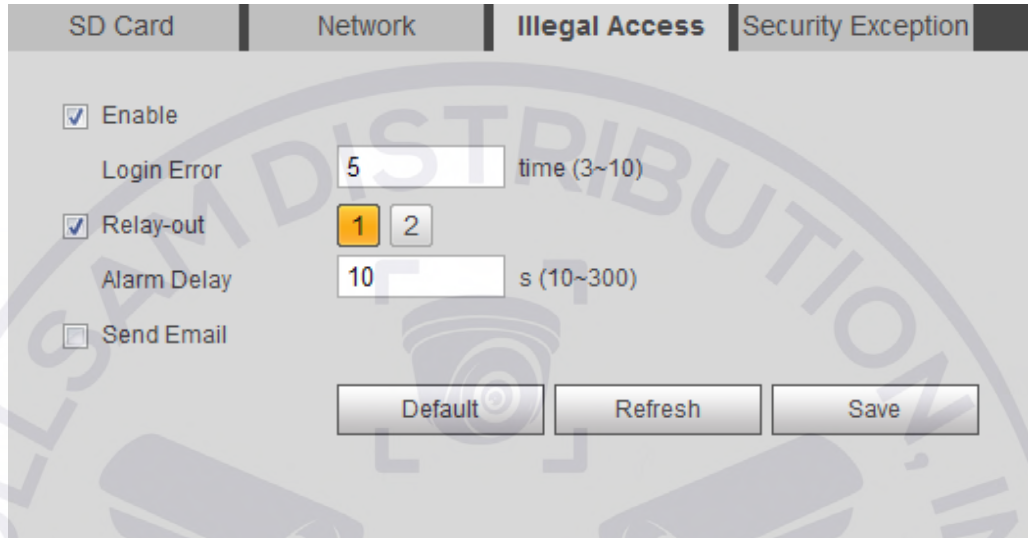 SD Card Network Illegal Access Security Exception
Enable
Login Error 5 time (3~10)
Relay-out 1 2
Alarm Delay 10 s (10~300)
Send Email
Default Refresh Save
DISTRIBUTION,